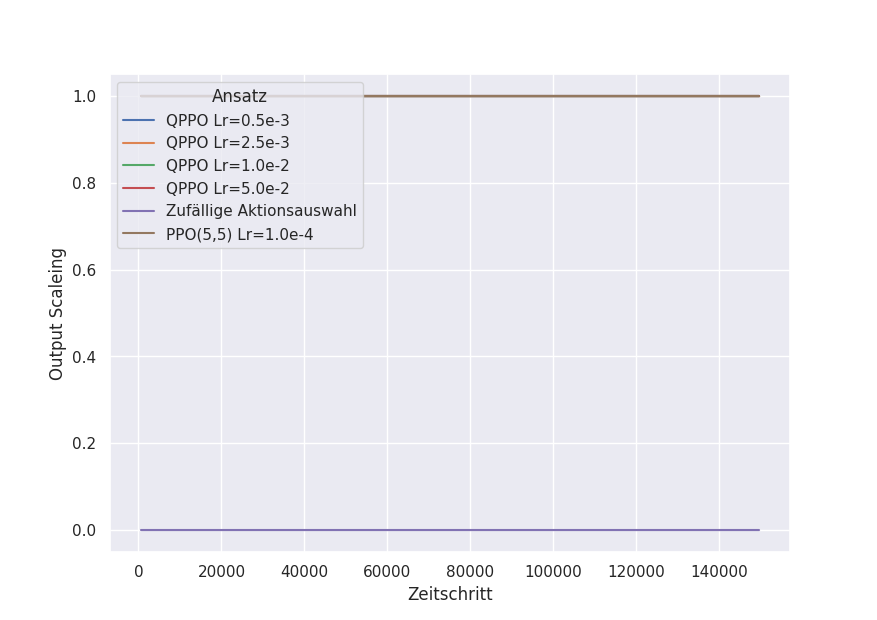 Ansatz
QPPO Lr=0.5e-3
QPPO Lr=2.5e-3
QPPO Lr=1.0e-2
QPPO Lr=5.0e-2
Zufällige Aktionsauswahl
PPO(5,5) Lr=1.0e-4
Output Scaleing
1.0
0.8
0.6
0.4
0.2
0.0
0 20000 40000 60000 80000 100000 120000 140000
Zeitschritt